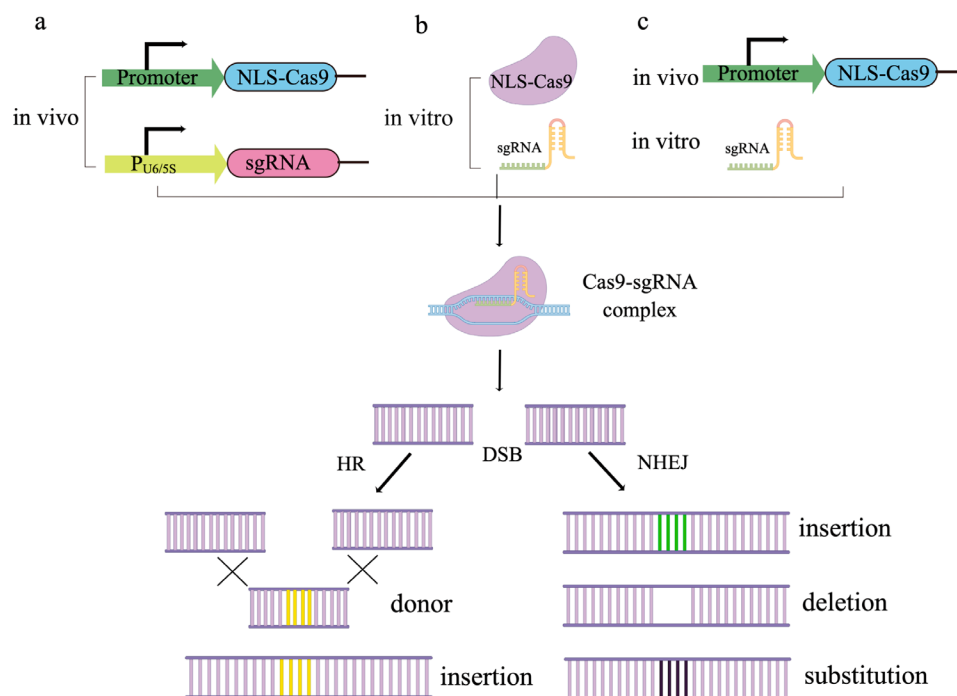 a
b
c
Promoter
NLS-Cas9
in vivo
P U6/5S
sgRNA
NLS-Cas9
in vitro
sgRNA
in vivo
Promoter
NLS-Cas9
in vitro
sgRNA
Cas9-sgRNA
complex
DSB
HR
NHEJ
donor
insertion
insertion
deletion
substitution